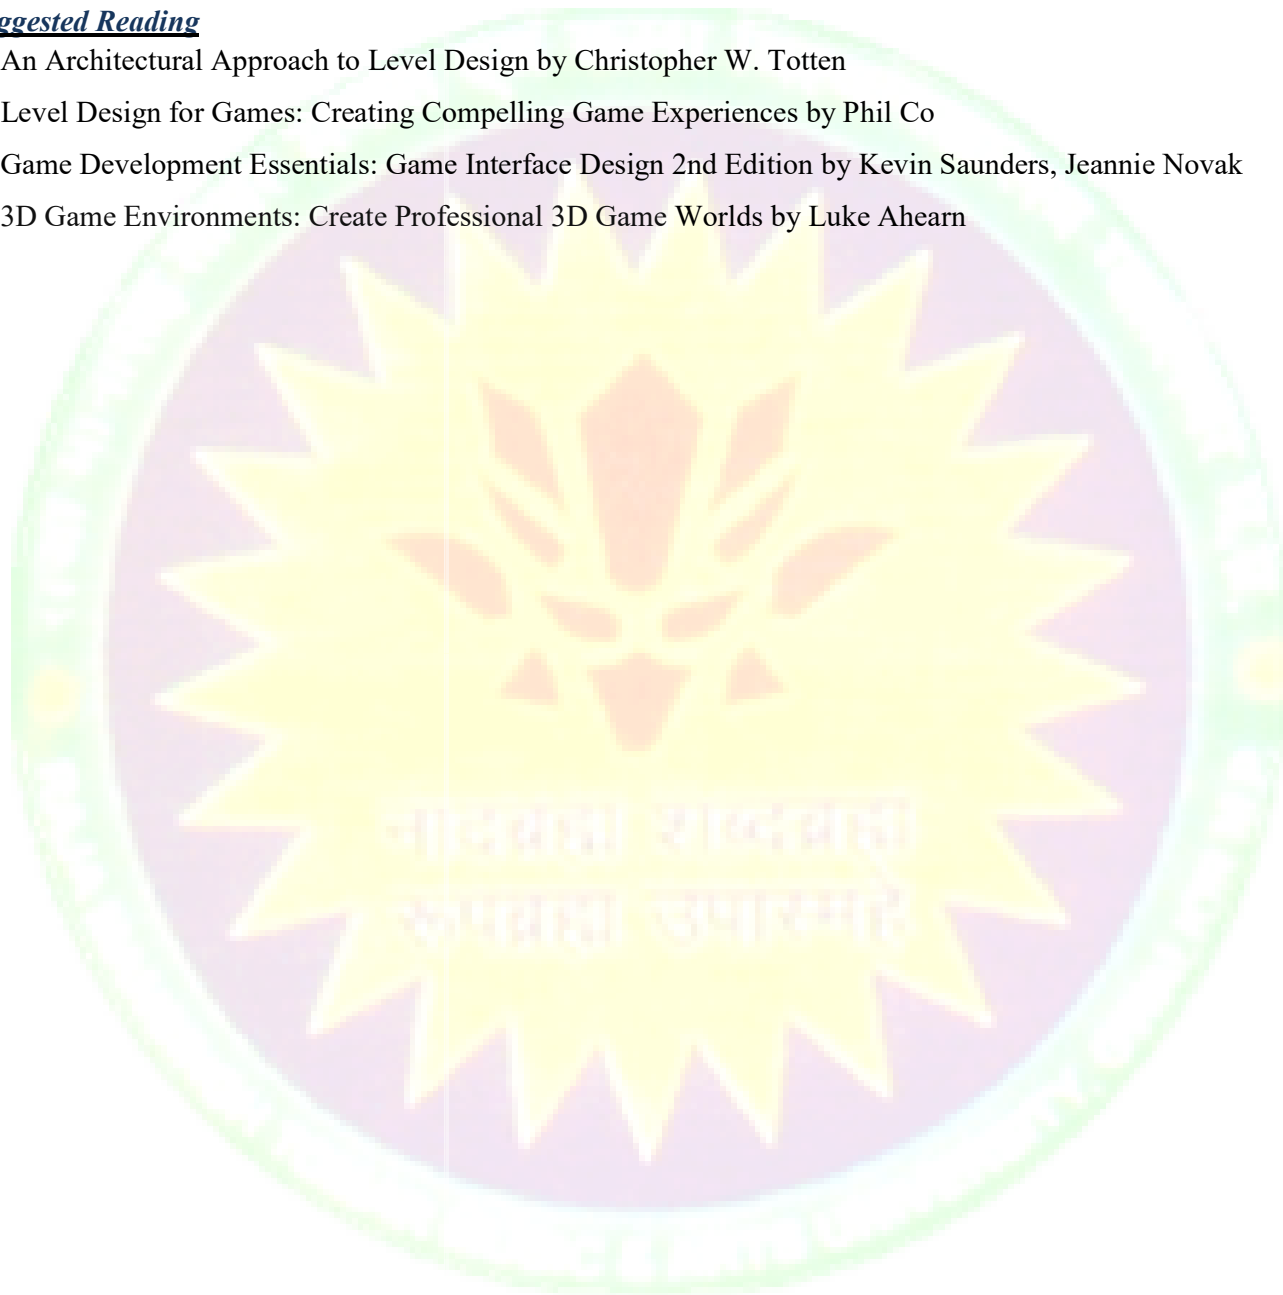 ggested Reading
An Architectural Approach to Level Design by Christopher W. Totten
Level Design for Games: Creating Compelling Game Experiences by Phil Co
Game Development Essentials: Game Interface Design 2nd Edition by Kevin Saunders, Jeannie Novak
3D Game Environments: Create Professional 3D Game Worlds by Luke Ahearn